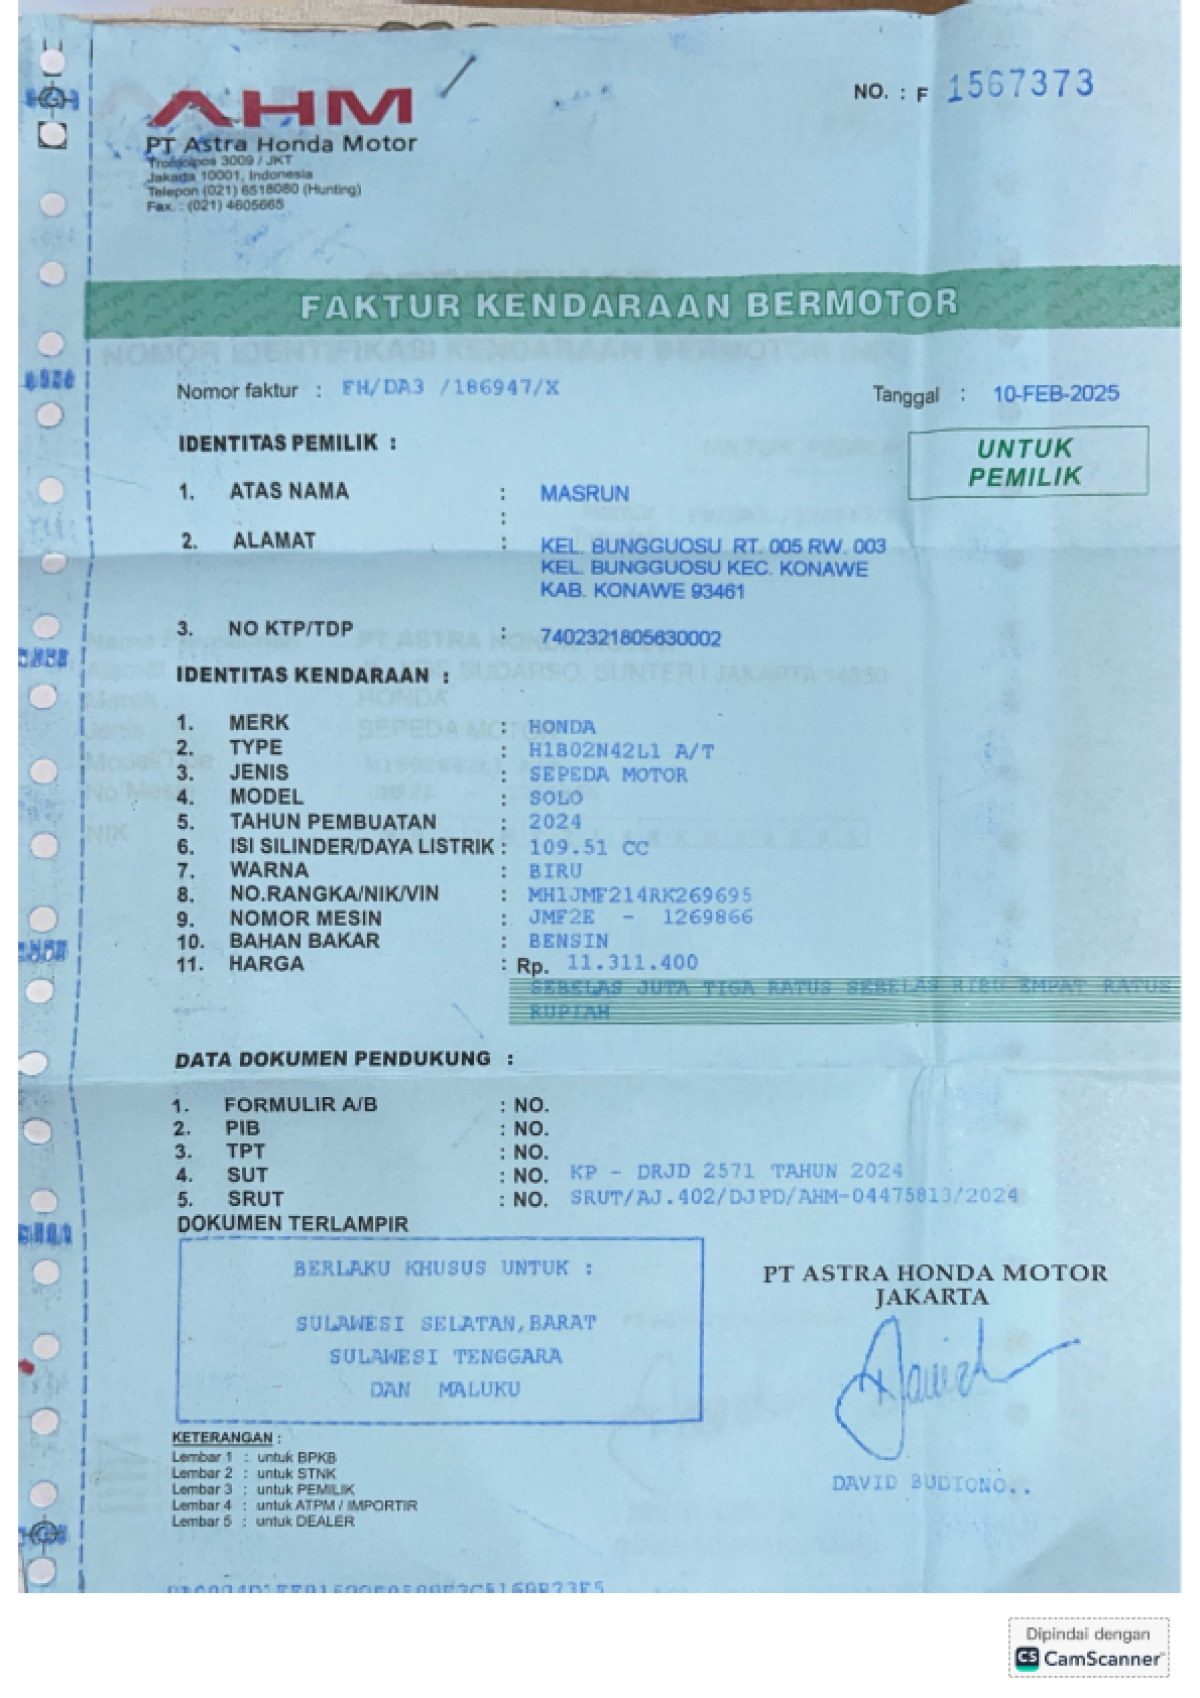 NO. : F 1567373
AHM
PT Astra Honda Motor
Tromolpos 3009 / JKT
Jakada 10001, Indonesia
Telepon (021) 6518080 (Hunting)
Fax. : (021) 4605665
FAKTUR KENDARAAN BERMOTOR
NOMOR IDENTIFIKASI KENDARAAN BERMOTOR
Nomor faktur : FH/DA3 /186947/X
Tanggal : 10-FEB-2025
IDENTITAS PEMILIK :
UNTUK
PEMILIK
1. ATAS NAMA : MASRUN
:
2. ALAMAT : KEL. BUNGGUOSU RT. 005 RW. 003
KEL. BUNGGUOSU KEC. KONAWE
KAB. KONAWE 93461
3. NO KTP/TDP : 7402321805630002
IDENTITAS KENDARAAN :
1. MERK : HONDA
2. TYPE : H1B02N42L1 A/T
3. JENIS : SEPEDA MOTOR
4. MODEL : SOLO
5. TAHUN PEMBUATAN : 2024
6. ISI SILINDER/DAYA LISTRIK : 109.51 CC
7. WARNA : BIRU
8. NO.RANGKA/NIK/VIN : MH1JMF214RK269695
9. NOMOR MESIN : JMF2E - 1269866
10. BAHAN BAKAR : BENSIN
11. HARGA : Rp. 11.311.400
SEBELAS JUTA TIGA RATUS SEBELAS RIBU EMPAT RATUS
RUPIAH
DATA DOKUMEN PENDUKUNG :
1. FORMULIR A/B : NO.
2. PIB : NO.
3. TPT : NO.
4. SUT : NO. KP - DRJD 2571 TAHUN 2024
5. SRUT : NO. SRUT/AJ.402/DJPD/AHM-04475813/2024
DOKUMEN TERLAMPIR
BERLAKU KHUSUS UNTUK :
SULAWESI SELATAN,BARAT
SULAWESI TENGGARA
DAN MALUKU
PT ASTRA HONDA MOTOR
JAKARTA
DAVID BUDIONO..
KETERANGAN :
Lembar 1 : untuk BPKB
Lembar 2 : untuk STNK
Lembar 3 : untuk PEMILIK
Lembar 4 : untuk ATPM / IMPORTIR
Lembar 5 : untuk DEALER
Dipindai dengan
CS CamScanner